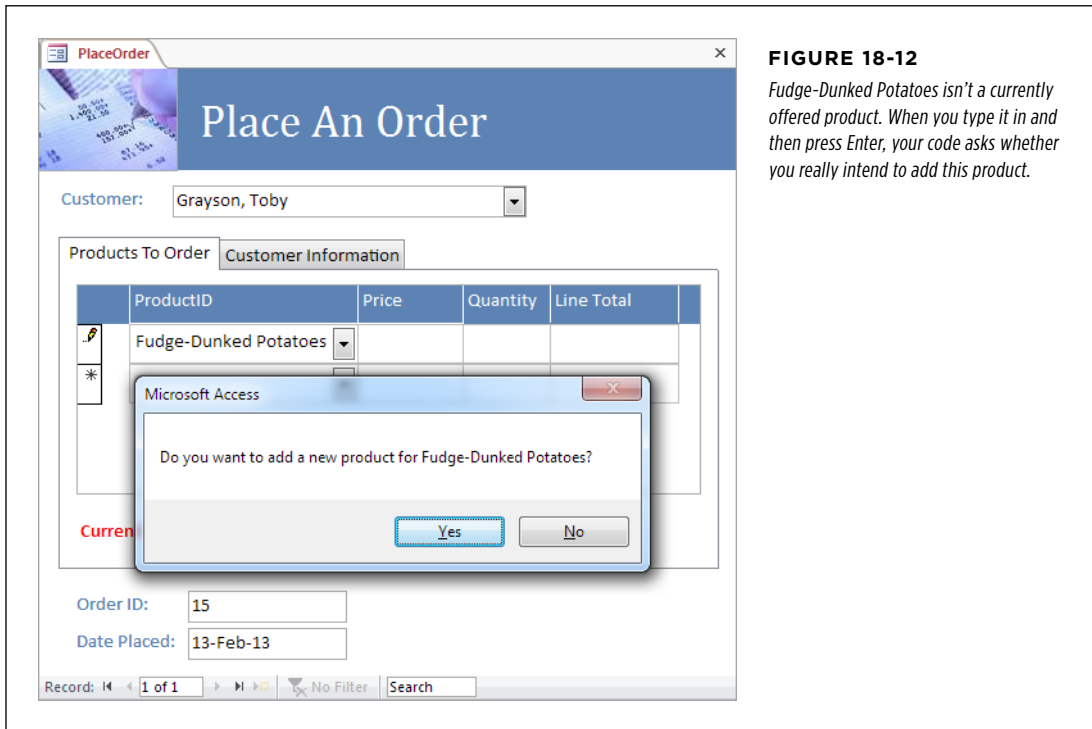 PlaceOrder
Place An Order
FIGURE 18-12
Fudge-Dunked Potatoes isn't a currently
offered product. When you type it in and
then press Enter, your code asks whether
you really intend to add this product.
Customer: Grayson, Toby
Products To Order Customer Information
ProductID Price Quantity Line Total
Fudge-Dunked Potatoes
Microsoft Access
Do you want to add a new product for Fudge-Dunked Potatoes?
Yes No
Curren
Order ID: 15
Date Placed: 13-Feb-13
Record: 1 of 1 No Filter Search